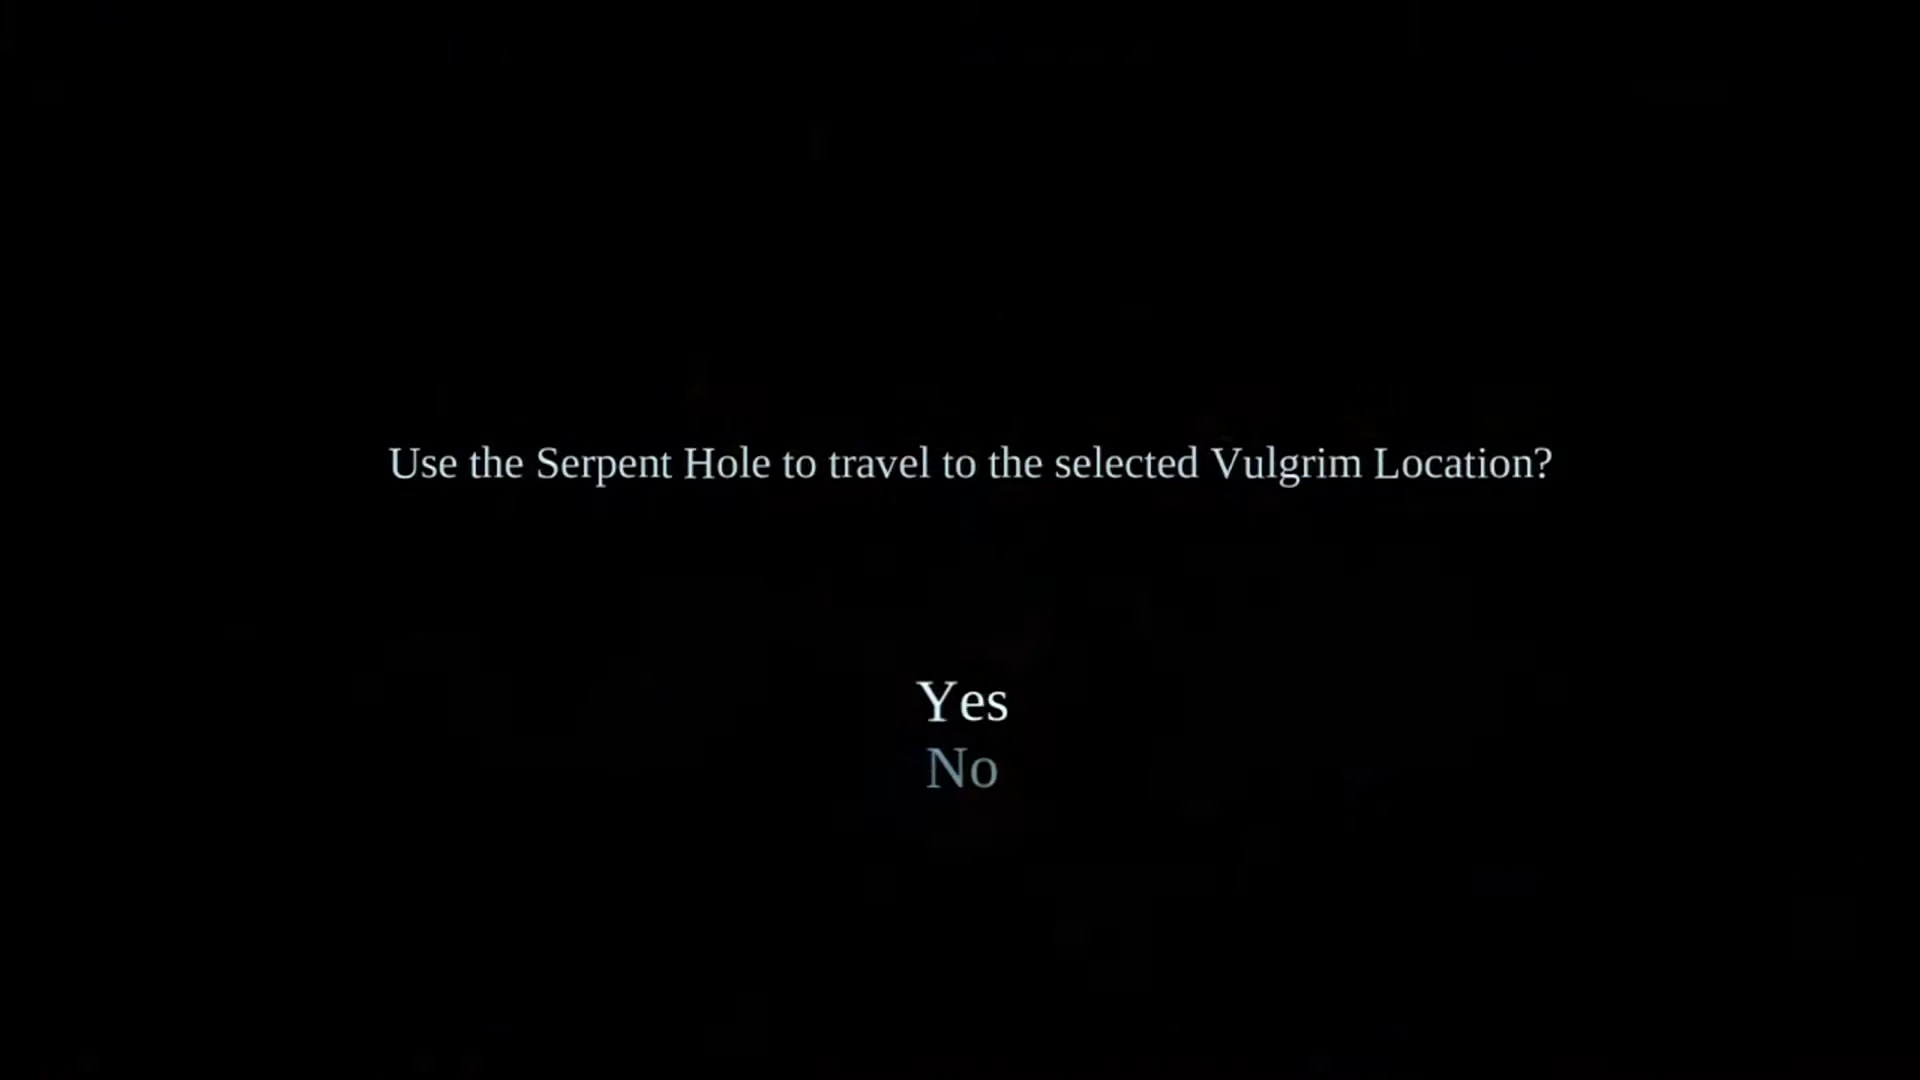 Use the Serpent Hole to travel to the selected Vulgrim Location?
Yes
No